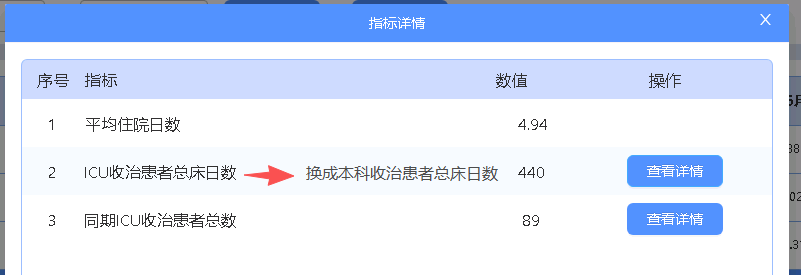 指标详情 X
序号 指标 数值 操作
1 平均住院日数 4.94
2 ICU收治患者总床日数 换成本科收治患者总床日数 440 查看详情
3 同期ICU收治患者总数 89 查看详情